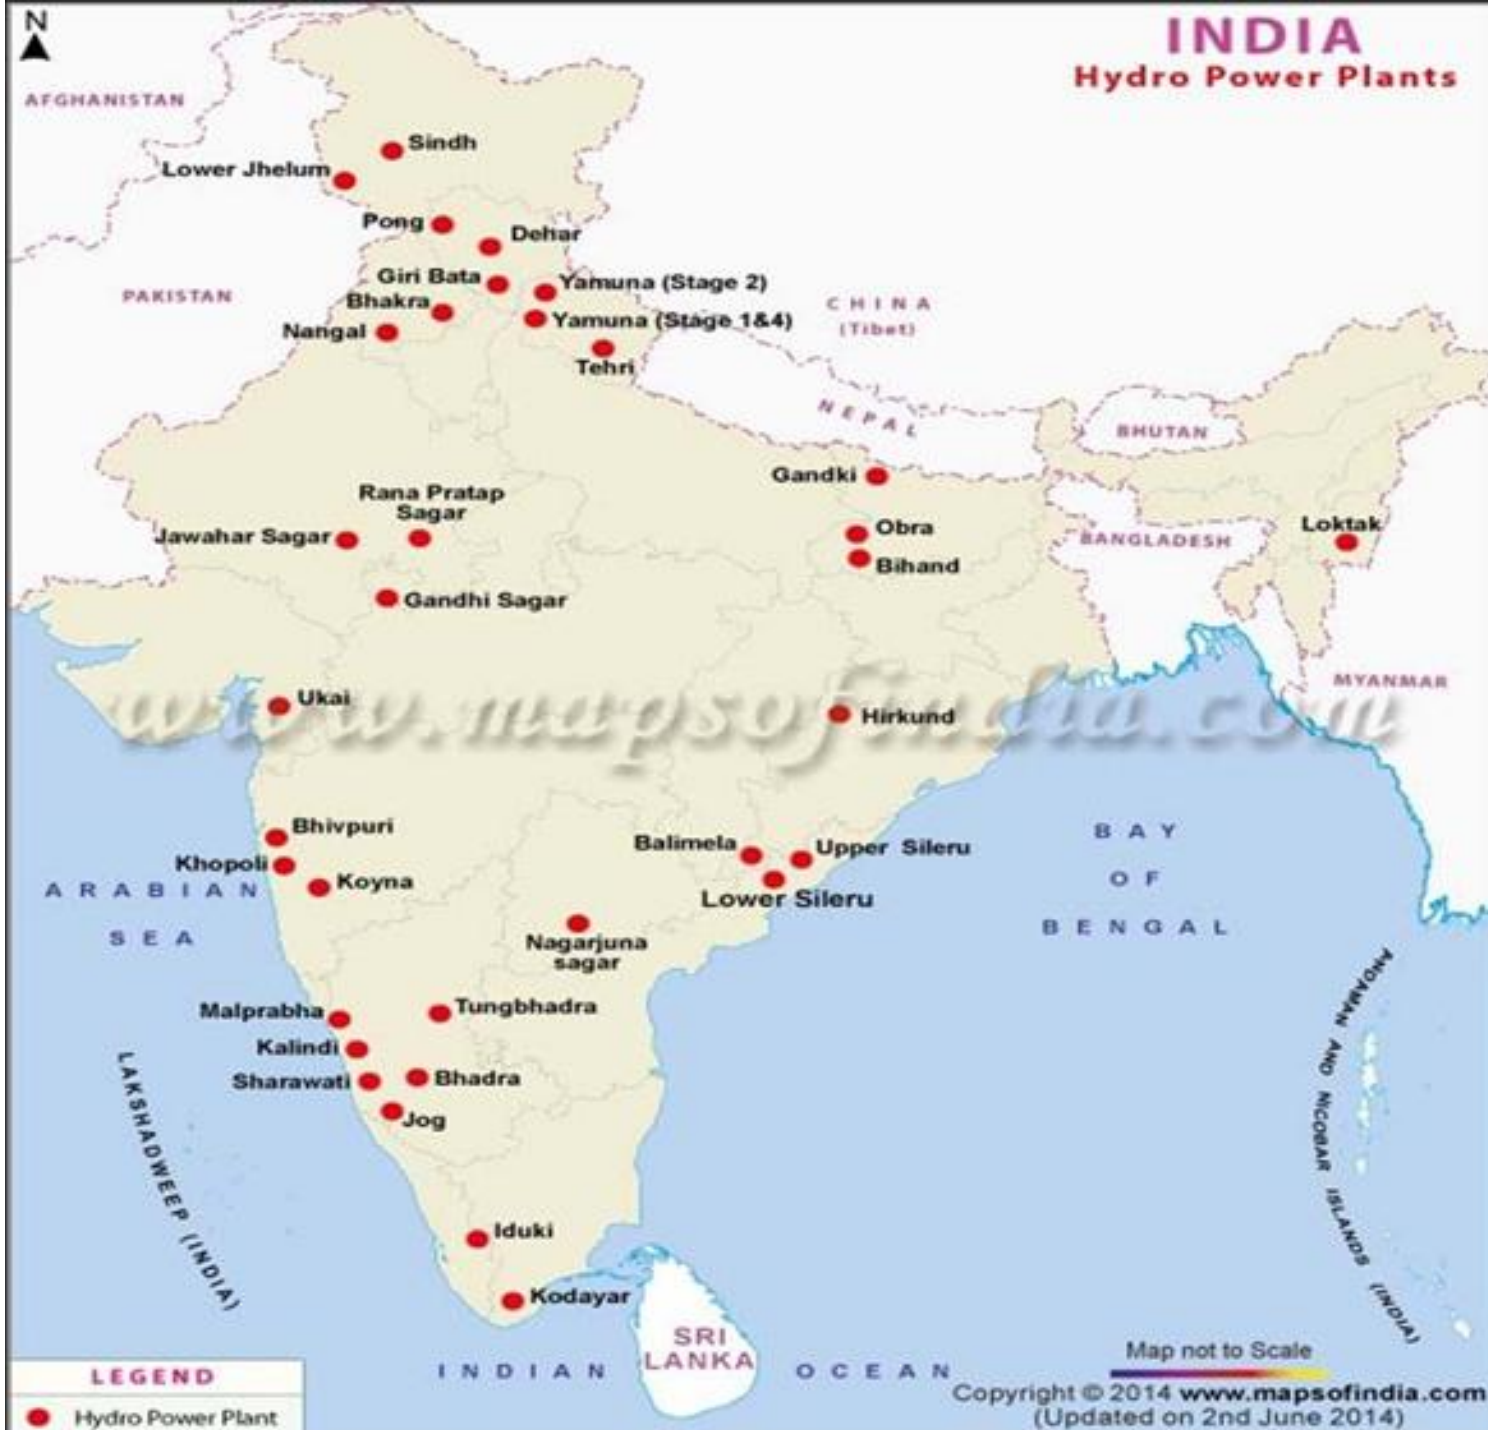 N
INDIA
Hydro Power Plants
AFGHANISTAN
Sindh
Lower Jhelum
Pong
Dehar
Giri Bata
Yamuna (Stage 2)
PAKISTAN
Bhakra
CHINA
(Tibet)
Nangal
Yamuna (Stage 1&4)
Tehri
NEPAL
BHUTAN
Gandki
Rana Pratap
Sagar
Jawahar Sagar
Obra
BANGLADESH
Loktak
Bihand
Gandhi Sagar
MYANMAR
Ukai
www.mapsofindia.com
Hirkund
Bhivpuri
BAY
OF
BENGAL
Khopoli
Koyna
ARABIAN
SEA
Balimela
Upper Sileru
Lower Sileru
Nagarjuna
sagar
Malprabha
Tungbhadra
Kalindi
Sharawati
Bhadra
Jog
LAKSHADWEEP (INDIA)
ANDAMAN AND NICOBAR ISLANDS (INDIA)
Iduki
Kodayar
SRI
LANKA
INDIAN OCEAN
LEGEND
Hydro Power Plant
Map not to Scale
Copyright © 2014 www.mapsofindia.com
(Updated on 2nd June 2014)